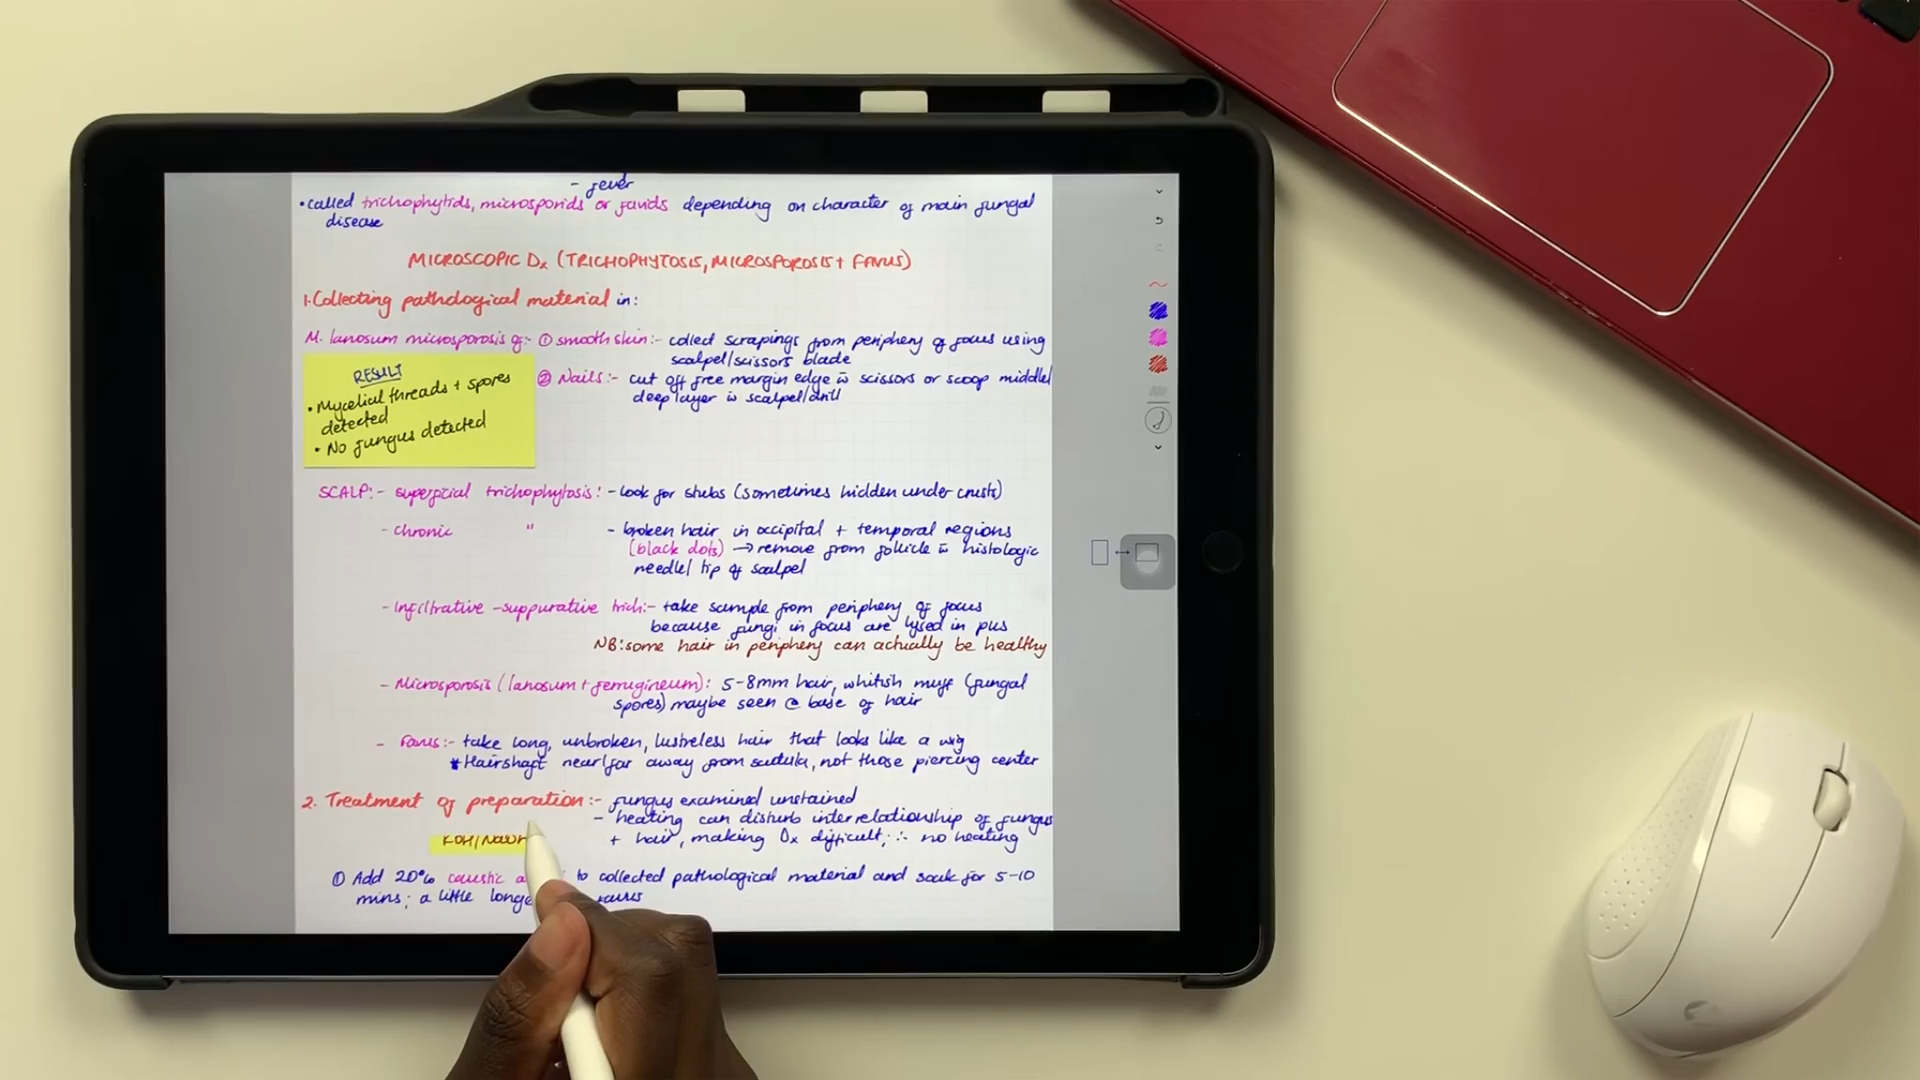 - fever
• called trichophytids, microsporids or favids depending on character of main fungal
disease
MICROSCOPIC Dx (TRICHOPHYTOSIS, MICROSPOROSIS + FAVUS)
1. Collecting pathological material in:
M. lanosum microsporosis of:- ① smooth skin:- collect scrapings from periphery of focus using
scalpel/scissors blade
② Nails:- cut off free margin edge w̄ scissors or scoop middle/
deep layer w̄ scalpel/drill
RESULT
• Mycelial threads + spores
detected
• No fungus detected
SCALP:- superficial trichophytosis: - look for stubs (sometimes hidden under crusts)
- chronic " - broken hair in occipital + temporal regions
(black dots) → remove from follicle w̄ histologic
needle/ tip of scalpel
- Infiltrative -suppurative trich:- take sample from periphery of focus
because fungi in focus are lysed in pus
NB: some hair in periphery can actually be healthy
- Microsporosis (lanosum + ferrugineum): 5-8mm hair, whitish muff (fungal
spores) maybe seen @ base of hair
- Favus:- take long, unbroken, lustreless hair that looks like a wig
* Hairshaft near/far away from scutula, not those piercing center
2. Treatment of preparation:- fungus examined unstained
- heating can disturb interrelationship of fungus
+ hair, making Dx difficult; ∴ no heating
KOH/NaOH
① Add 20% caustic to collected pathological material and soak for 5-10
mins; a little longer favus